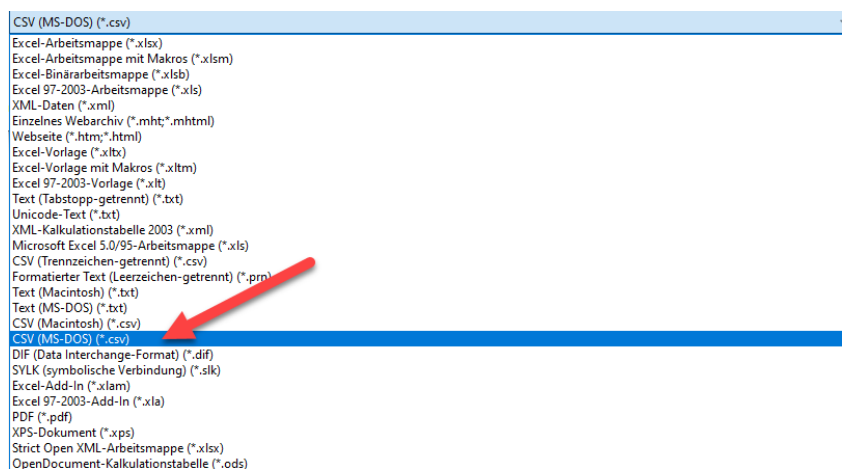 CSV (MS-DOS) (*.csv)
Excel-Arbeitsmappe (*.xlsx)
Excel-Arbeitsmappe mit Makros (*.xlsm)
Excel-Binärarbeitsmappe (*.xlsb)
Excel 97-2003-Arbeitsmappe (*.xls)
XML-Daten (*.xml)
Einzelnes Webarchiv (*.mht;*.mhtml)
Webseite (*.htm;*.html)
Excel-Vorlage (*.xltx)
Excel-Vorlage mit Makros (*.xltm)
Excel 97-2003-Vorlage (*.xlt)
Text (Tabstopp-getrennt) (*.txt)
Unicode-Text (*.txt)
XML-Kalkulationstabelle 2003 (*.xml)
Microsoft Excel 5.0/95-Arbeitsmappe (*.xls)
CSV (Trennzeichen-getrennt) (*.csv)
Formatierter Text (Leerzeichen-getrennt) (*.prn)
Text (Macintosh) (*.txt)
Text (MS-DOS) (*.txt)
CSV (Macintosh) (*.csv)
CSV (MS-DOS) (*.csv)
DIF (Data Interchange-Format) (*.dif)
SYLK (symbolische Verbindung) (*.slk)
Excel-Add-In (*.xlam)
Excel 97-2003-Add-In (*.xla)
PDF (*.pdf)
XPS-Dokument (*.xps)
Strict Open XML-Arbeitsmappe (*.xlsx)
OpenDocument-Kalkulationstabelle (*.ods)